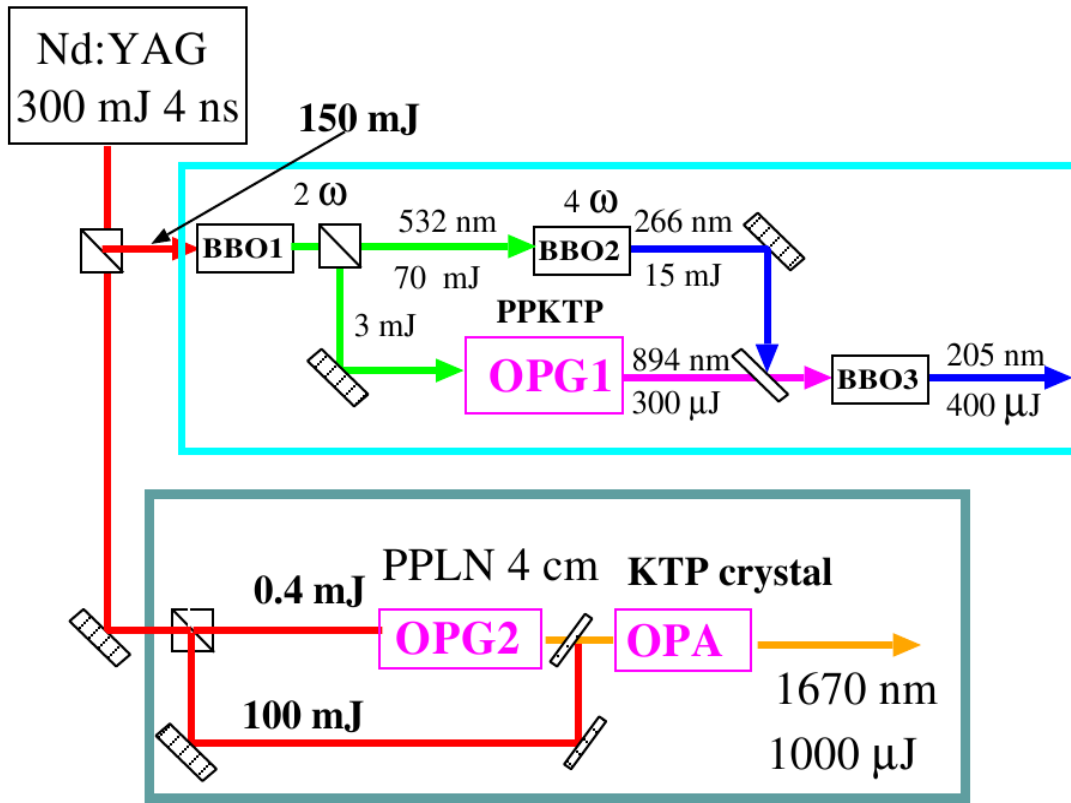 Nd:YAG
300 mJ 4 ns
150 mJ
2 ω
4 ω
532 nm
266 nm
BBO1
BBO2
70 mJ
15 mJ
3 mJ
PPKTP
OPG1
894 nm
300 μJ
BBO3
205 nm
400 μJ
PPLN 4 cm
KTP crystal
0.4 mJ
OPG2
OPA
100 mJ
1670 nm
1000 μJ